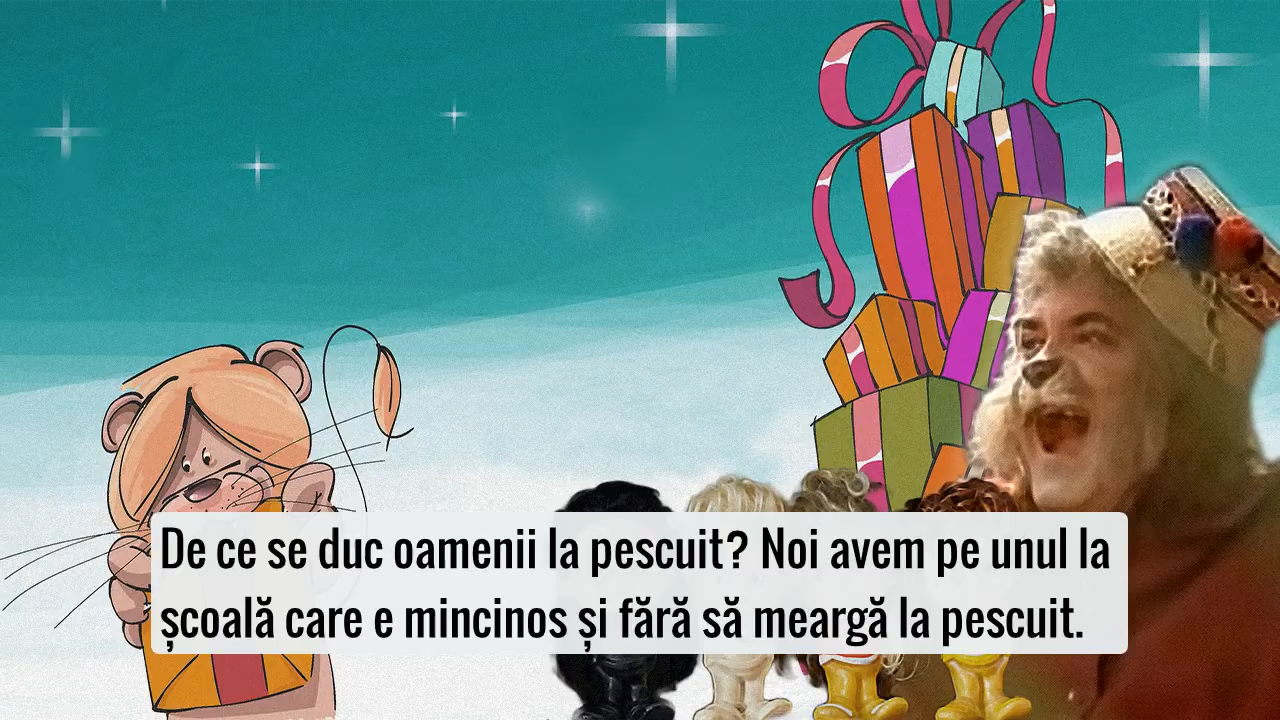 De ce se duc oamenii la pescuit? Noi avem pe unul la
școală care e mincinos și fără să meargă la pescuit.